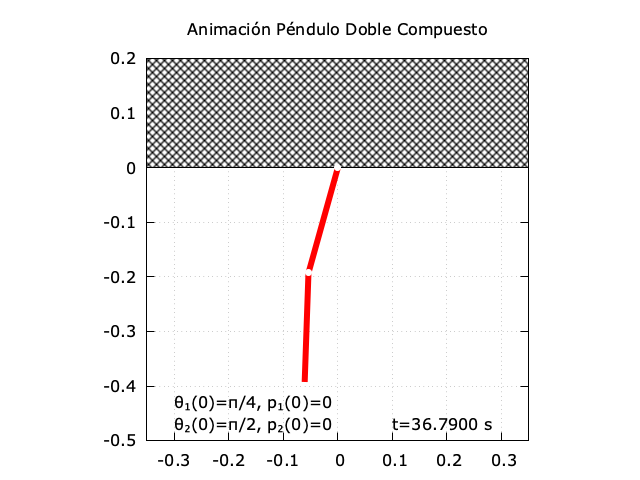 Animación Péndulo Doble Compuesto
0.2
0.1
0
-0.1
-0.2
-0.3
-0.4
-0.5
θ₁(0)=π/4, p₁(0)=0
θ₂(0)=π/2, p₂(0)=0
t=36.7900 s
-0.3 -0.2 -0.1 0 0.1 0.2 0.3